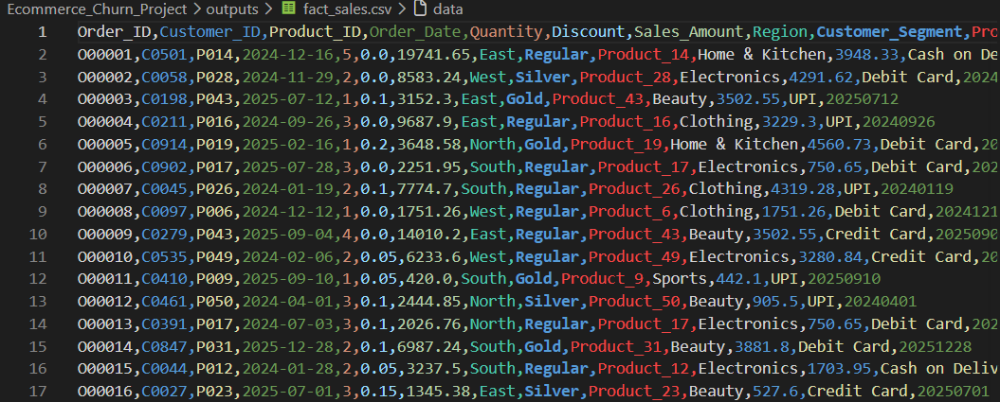 Ecommerce_Churn_Project > outputs > fact_sales.csv > data
1 Order_ID,Customer_ID,Product_ID,Order_Date,Quantity,Discount,Sales_Amount,Region,Customer_Segment,Pro
2 O00001,C0501,P014,2024-12-16,5,0.0,19741.65,East,Regular,Product_14,Home & Kitchen,3948.33,Cash on De
3 O00002,C0058,P028,2024-11-29,2,0.0,8583.24,West,Silver,Product_28,Electronics,4291.62,Debit Card,2024
4 O00003,C0198,P043,2025-07-12,1,0.1,3152.3,East,Gold,Product_43,Beauty,3502.55,UPI,20250712
5 O00004,C0211,P016,2024-09-26,3,0.0,9687.9,East,Regular,Product_16,Clothing,3229.3,UPI,20240926
6 O00005,C0914,P019,2025-02-16,1,0.2,3648.58,North,Gold,Product_19,Home & Kitchen,4560.73,Debit Card,20
7 O00006,C0902,P017,2025-07-28,3,0.0,2251.95,South,Regular,Product_17,Electronics,750.65,Debit Card,202
8 O00007,C0045,P026,2024-01-19,2,0.1,7774.7,South,Regular,Product_26,Clothing,4319.28,UPI,20240119
9 O00008,C0097,P006,2024-12-12,1,0.0,1751.26,West,Regular,Product_6,Clothing,1751.26,Debit Card,2024121
10 O00009,C0279,P043,2025-09-04,4,0.0,14010.2,East,Regular,Product_43,Beauty,3502.55,Credit Card,2025090
11 O00010,C0535,P049,2024-02-06,2,0.05,6233.6,West,Regular,Product_49,Electronics,3280.84,Credit Card,20
12 O00011,C0410,P009,2025-09-10,1,0.05,420.0,South,Gold,Product_9,Sports,442.1,UPI,20250910
13 O00012,C0461,P050,2024-04-01,3,0.1,2444.85,North,Silver,Product_50,Beauty,905.5,UPI,20240401
14 O00013,C0391,P017,2024-07-03,3,0.1,2026.76,North,Regular,Product_17,Electronics,750.65,Debit Card,202
15 O00014,C0847,P031,2025-12-28,2,0.1,6987.24,South,Gold,Product_31,Beauty,3881.8,Debit Card,20251228
16 O00015,C0044,P012,2024-01-28,2,0.05,3237.5,South,Regular,Product_12,Electronics,1703.95,Cash on Deliv
17 O00016,C0027,P023,2025-07-01,3,0.15,1345.38,East,Silver,Product_23,Beauty,527.6,Credit Card,20250701